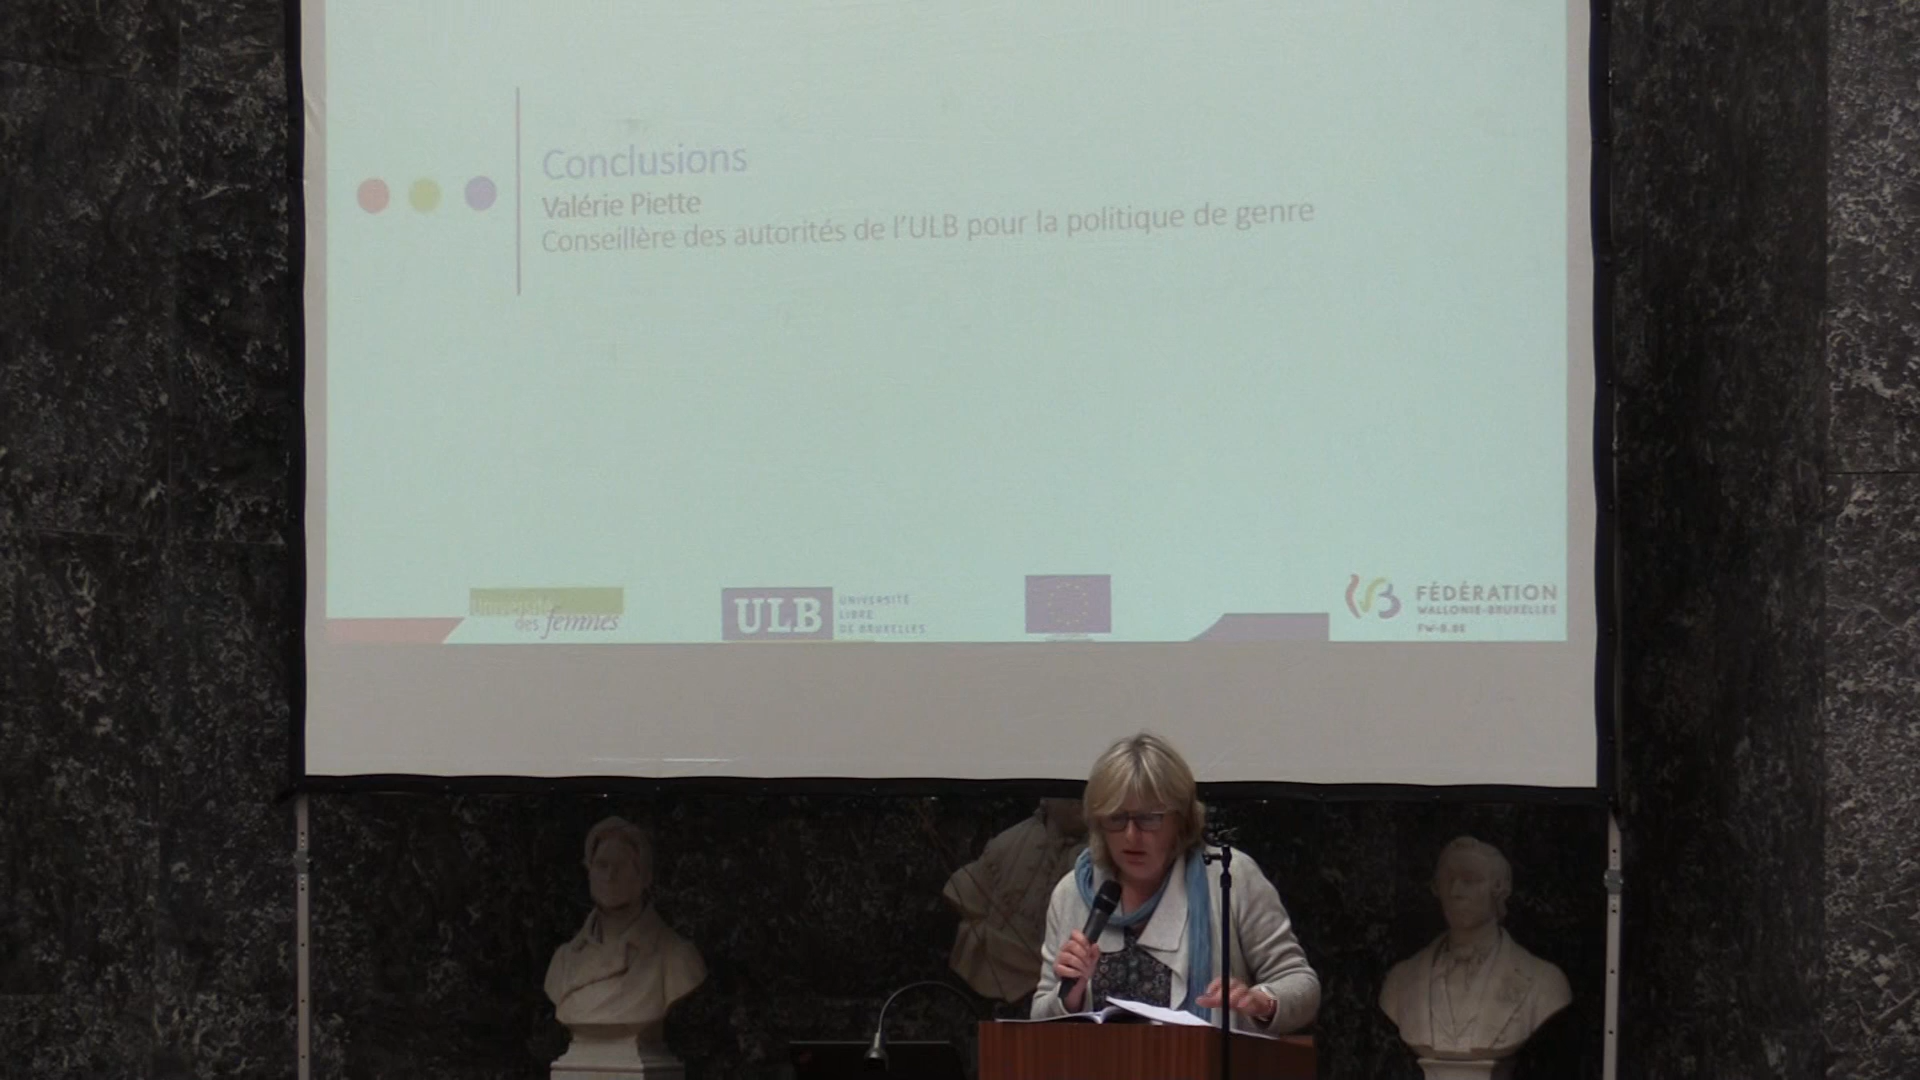 Conclusions
Valérie Piette
Conseillère des autorités de l'ULB pour la politique de genre
Université
des femmes
ULB
UNIVERSITÉ
LIBRE
DE BRUXELLES
FÉDÉRATION
WALLONIE-BRUXELLES
FW-B.BE